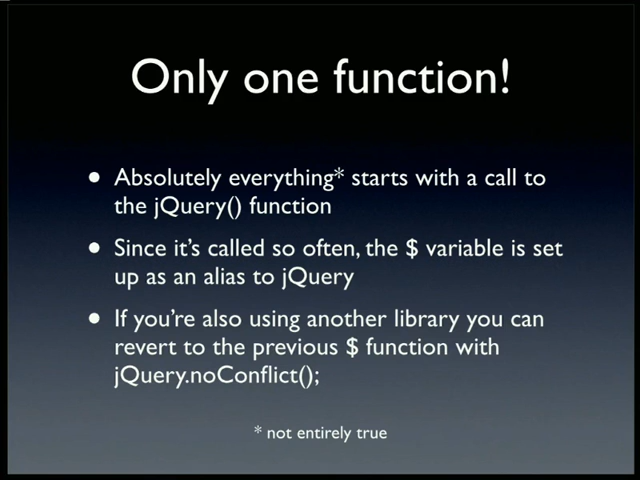 Only one function!
• Absolutely everything* starts with a call to
the jQuery() function
• Since it's called so often, the $ variable is set
up as an alias to jQuery
• If you're also using another library you can
revert to the previous $ function with
jQuery.noConflict();
* not entirely true